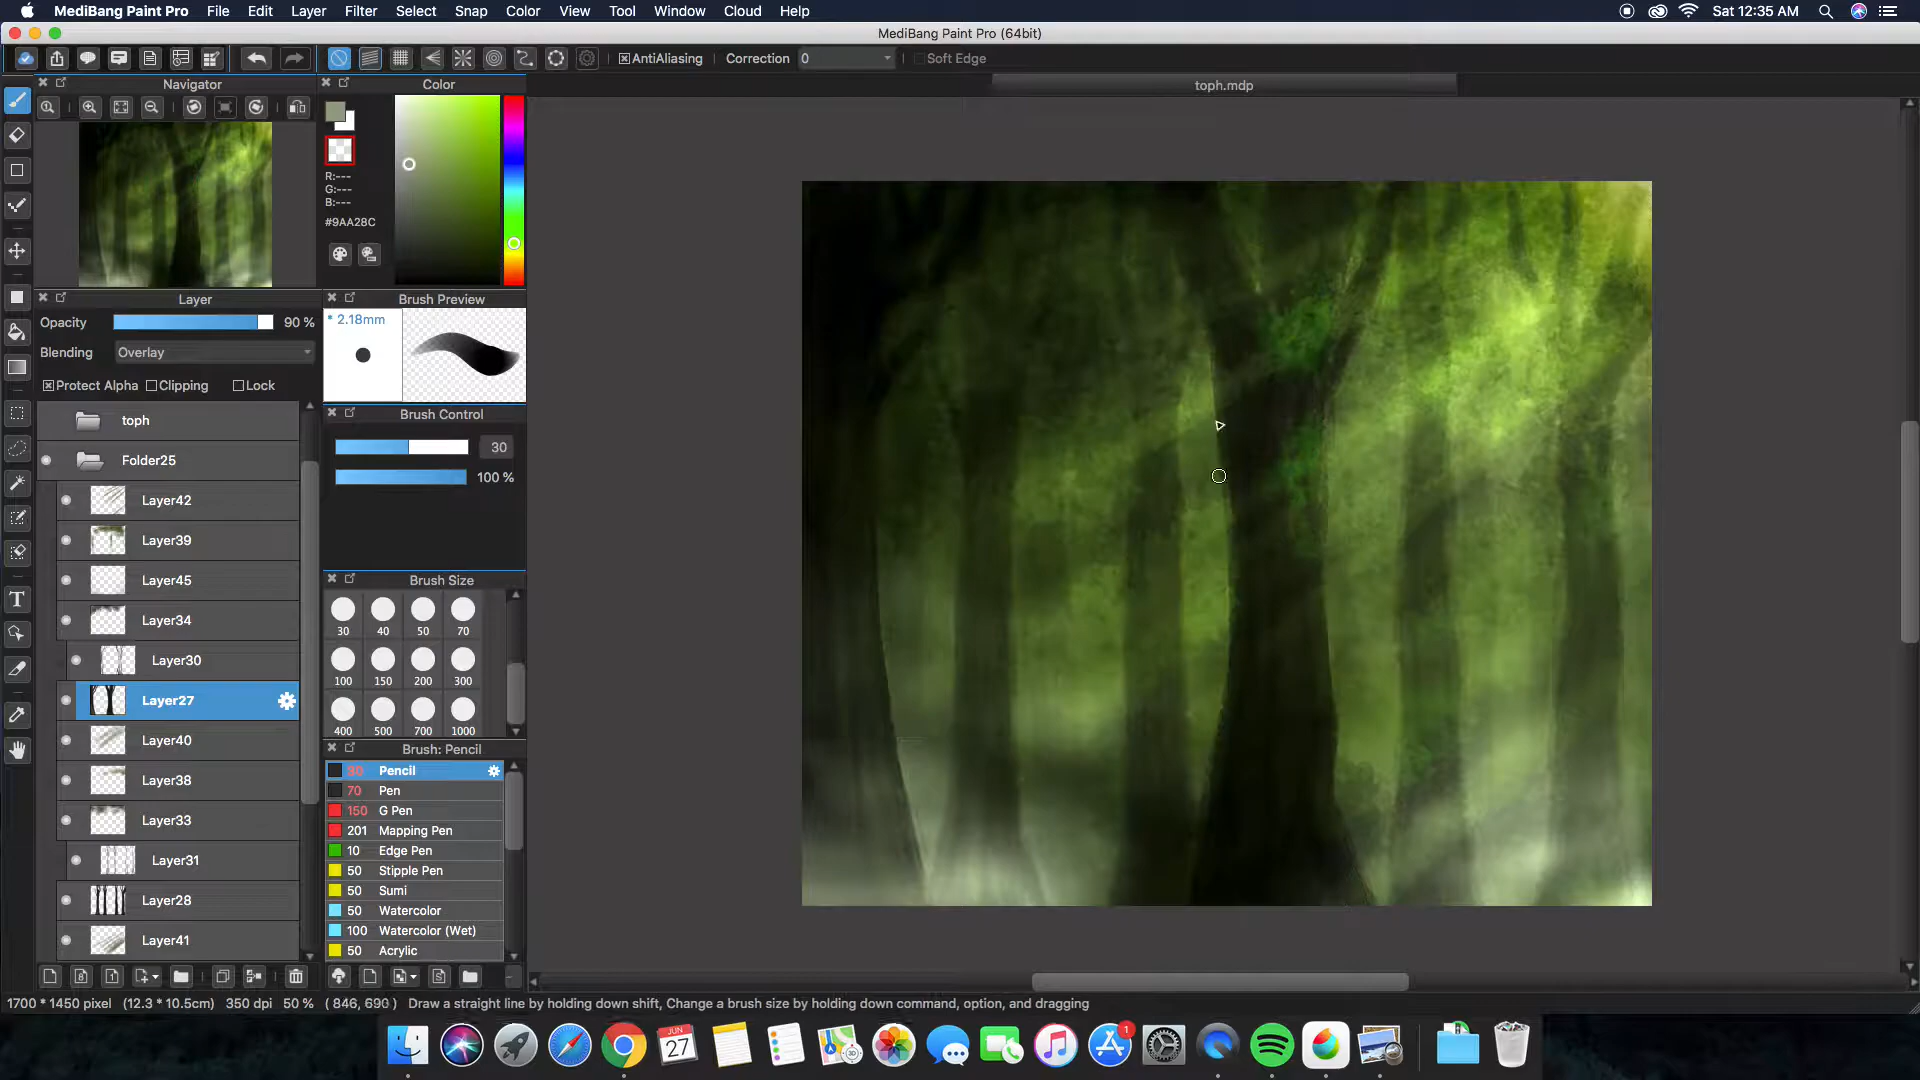 MediBang Paint Pro File Edit Layer Filter Select Snap Color View Tool Window Cloud Help Sat 12:35 AM
MediBang Paint Pro (64bit)
AntiAliasing Correction 0 Soft Edge
toph.mdp
Navigator
Color
R:---
G:---
B:---
#9AA28C
Layer
Opacity 90 %
Blending Overlay
Protect Alpha Clipping Lock
toph
Folder25
Layer42
Layer39
Layer45
Layer34
Layer30
Layer27
Layer40
Layer38
Layer33
Layer31
Layer28
Layer41
Brush Preview
* 2.18mm
Brush Control
30
100 %
Brush Size
30 40 50 70
100 150 200 300
400 500 700 1000
Brush: Pencil
30 Pencil
70 Pen
150 G Pen
201 Mapping Pen
10 Edge Pen
50 Stipple Pen
50 Sumi
50 Watercolor
100 Watercolor (Wet)
50 Acrylic
1700 * 1450 pixel (12.3 * 10.5cm) 350 dpi 50 % ( 846, 690 ) Draw a straight line by holding down shift, Change a brush size by holding down command, option, and dragging
JUN
27
1